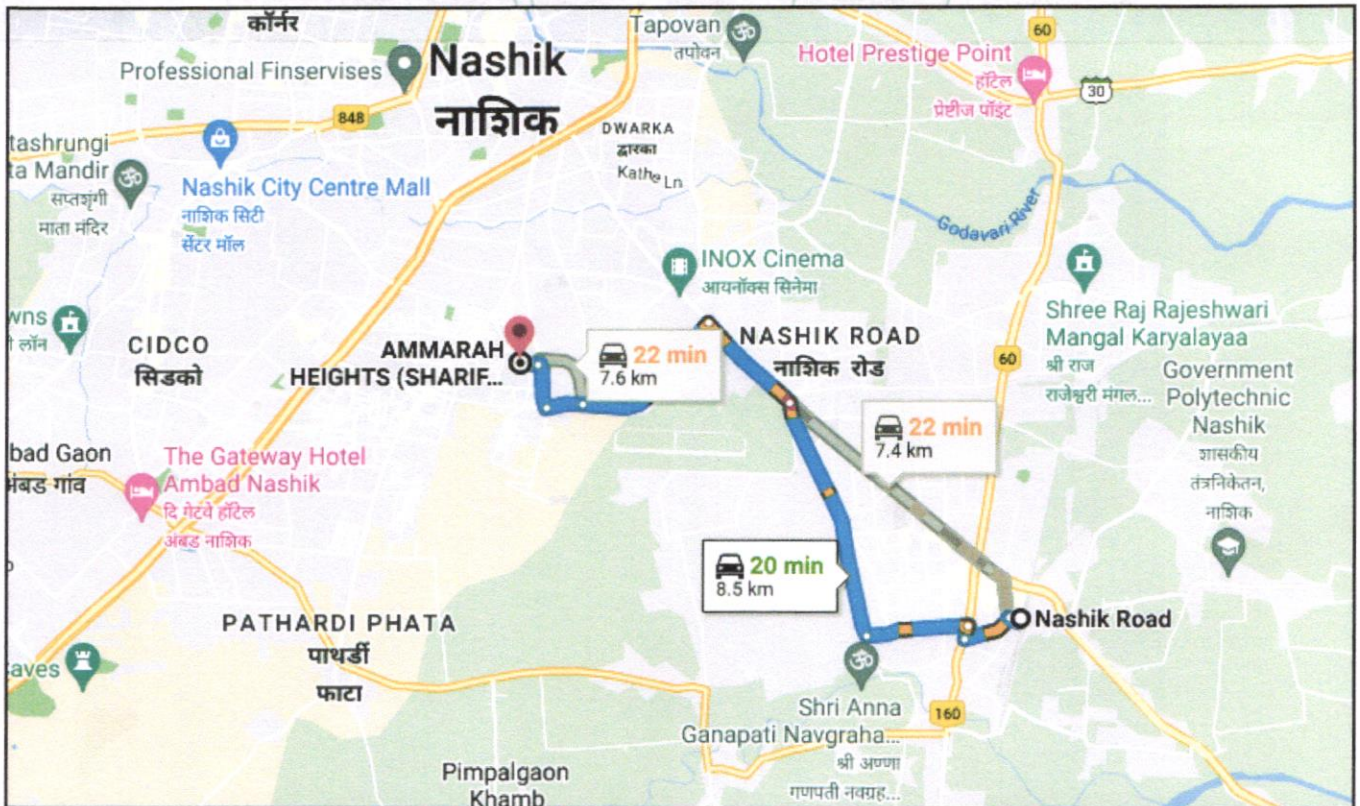 कॉर्नर
Professional Finservises
Nashik
नाशिक
848
Tapovan
तपोवन
60
Hotel Prestige Point
हॉटेल
प्रेष्टीज पॉइंट
30
DWARKA
द्वारका
Kathe Ln
tashrungi
ta Mandir
सप्तशृंगी
माता मंदिर
Nashik City Centre Mall
नाशिक सिटी
सेंटर मॉल
Godavari River
INOX Cinema
आयनॉक्स सिनेमा
Shree Raj Rajeshwari
Mangal Karyalayaa
श्री राज
राजेश्वरी मंगल...
wns
ी लॉन
CIDCO
सिडको
AMMARAH
HEIGHTS (SHARIF...
22 min
7.6 km
NASHIK ROAD
नाशिक रोड
60
Government
Polytechnic
Nashik
शासकीय
तंत्रनिकेतन,
नाशिक
22 min
7.4 km
bad Gaon
अंबड गांव
The Gateway Hotel
Ambad Nashik
दि गेटवे हॉटेल
अंबड नाशिक
20 min
8.5 km
Nashik Road
PATHARDI PHATA
पाथर्डी
फाटा
aves
Shri Anna
Ganapati Navgraha...
श्री अण्णा
गणपती नवग्रह...
160
Pimpalgaon
Khamb